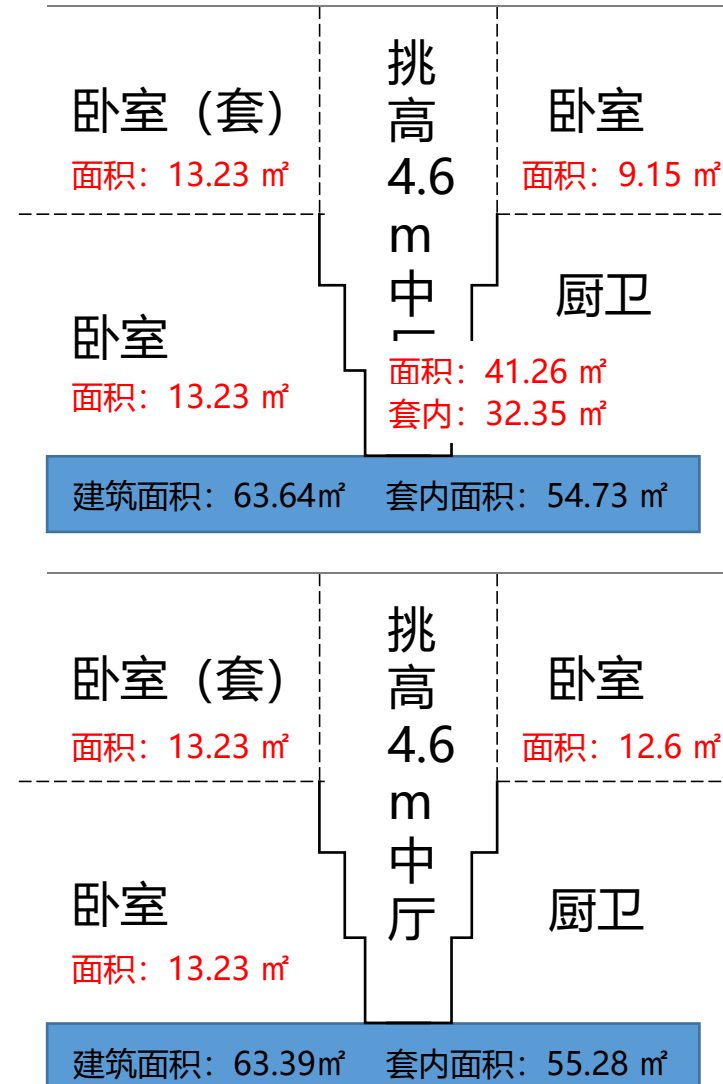 卧室（套）
面积：13.23 ㎡
挑
高
4.6
m
中
卧室
面积：9.15 ㎡
卧室
面积：13.23 ㎡
厨卫
面积：41.26 ㎡
套内：32.35 ㎡
建筑面积：63.64㎡ 套内面积：54.73 ㎡
卧室（套）
面积：13.23 ㎡
挑
高
4.6
m
中
厅
卧室
面积：12.6 ㎡
卧室
面积：13.23 ㎡
厨卫
建筑面积：63.39㎡ 套内面积：55.28 ㎡